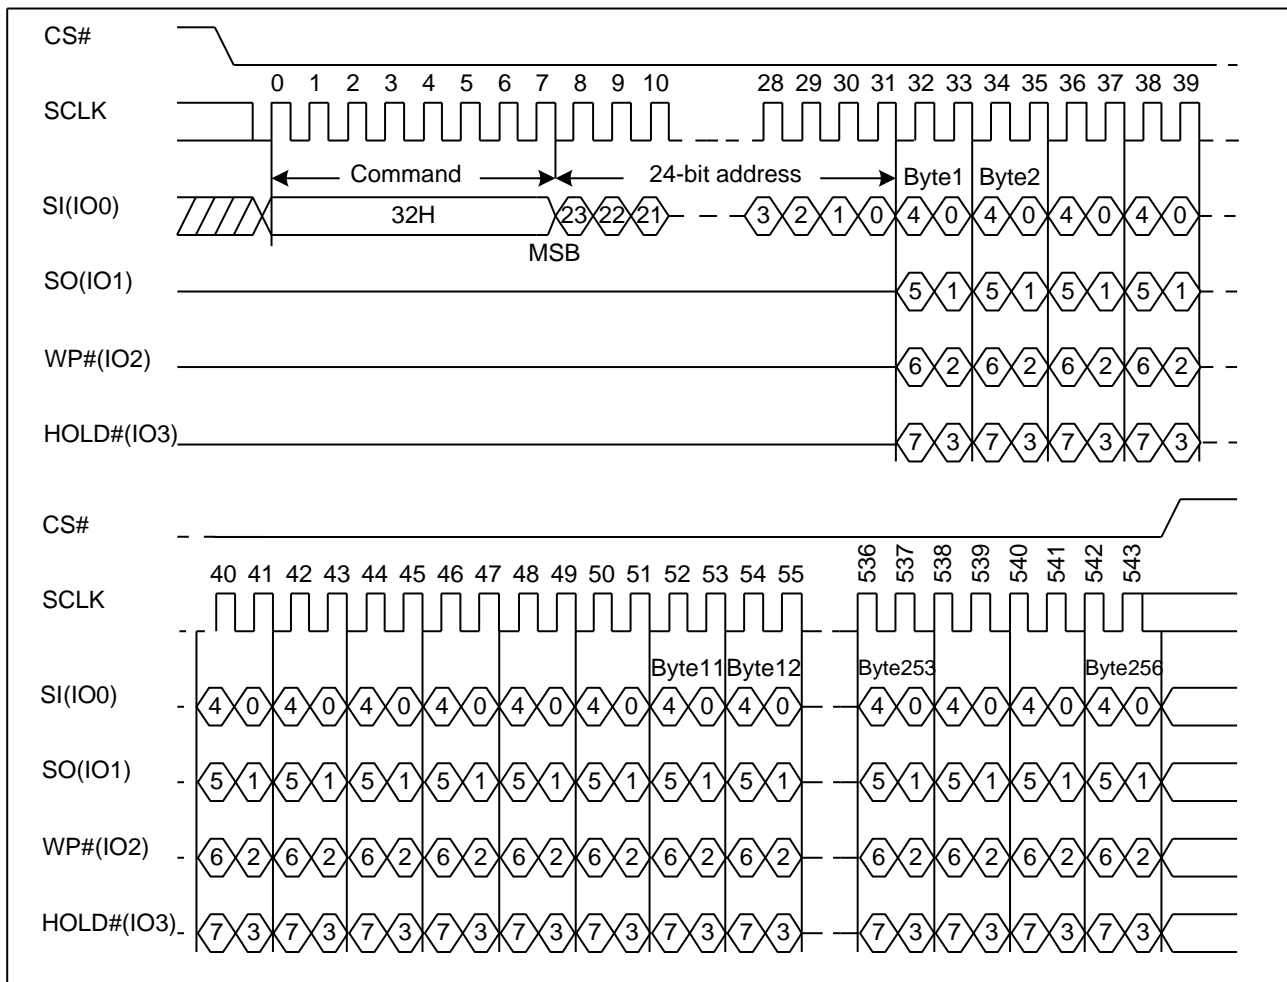 CS#
0 1 2 3 4 5 6 7 8 9 10 28 29 30 31 32 33 34 35 36 37 38 39
SCLK
Command 24-bit address Byte1 Byte2
SI(IO0) 32H 23 22 21 3 2 1 0 4 0 4 0 4 0 4 0
MSB
SO(IO1) 5 1 5 1 5 1 5 1
WP#(IO2) 6 2 6 2 6 2 6 2
HOLD#(IO3) 7 3 7 3 7 3 7 3
CS#
40 41 42 43 44 45 46 47 48 49 50 51 52 53 54 55 536 537 538 539 540 541 542 543
SCLK
Byte11 Byte12 Byte253 Byte256
SI(IO0) 4 0 4 0 4 0 4 0 4 0 4 0 4 0 4 0 4 0 4 0 4 0 4 0
SO(IO1) 5 1 5 1 5 1 5 1 5 1 5 1 5 1 5 1 5 1 5 1 5 1 5 1
WP#(IO2) 6 2 6 2 6 2 6 2 6 2 6 2 6 2 6 2 6 2 6 2 6 2 6 2
HOLD#(IO3) 7 3 7 3 7 3 7 3 7 3 7 3 7 3 7 3 7 3 7 3 7 3 7 3